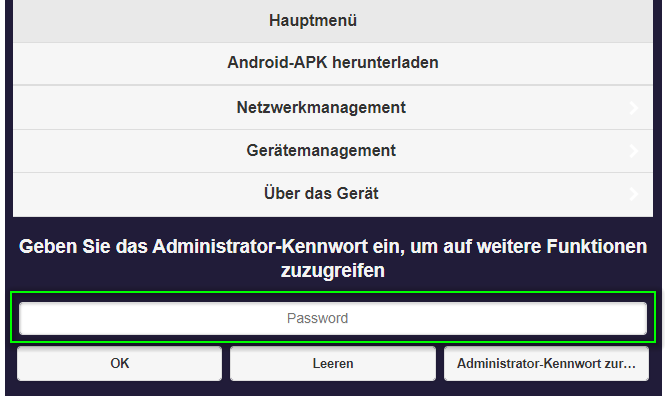 Hauptmenü
Android-APK herunterladen
Netzwerkmanagement
Gerätemanagement
Über das Gerät
Geben Sie das Administrator-Kennwort ein, um auf weitere Funktionen
zuzugreifen
Password
OK
Leeren
Administrator-Kennwort zur...